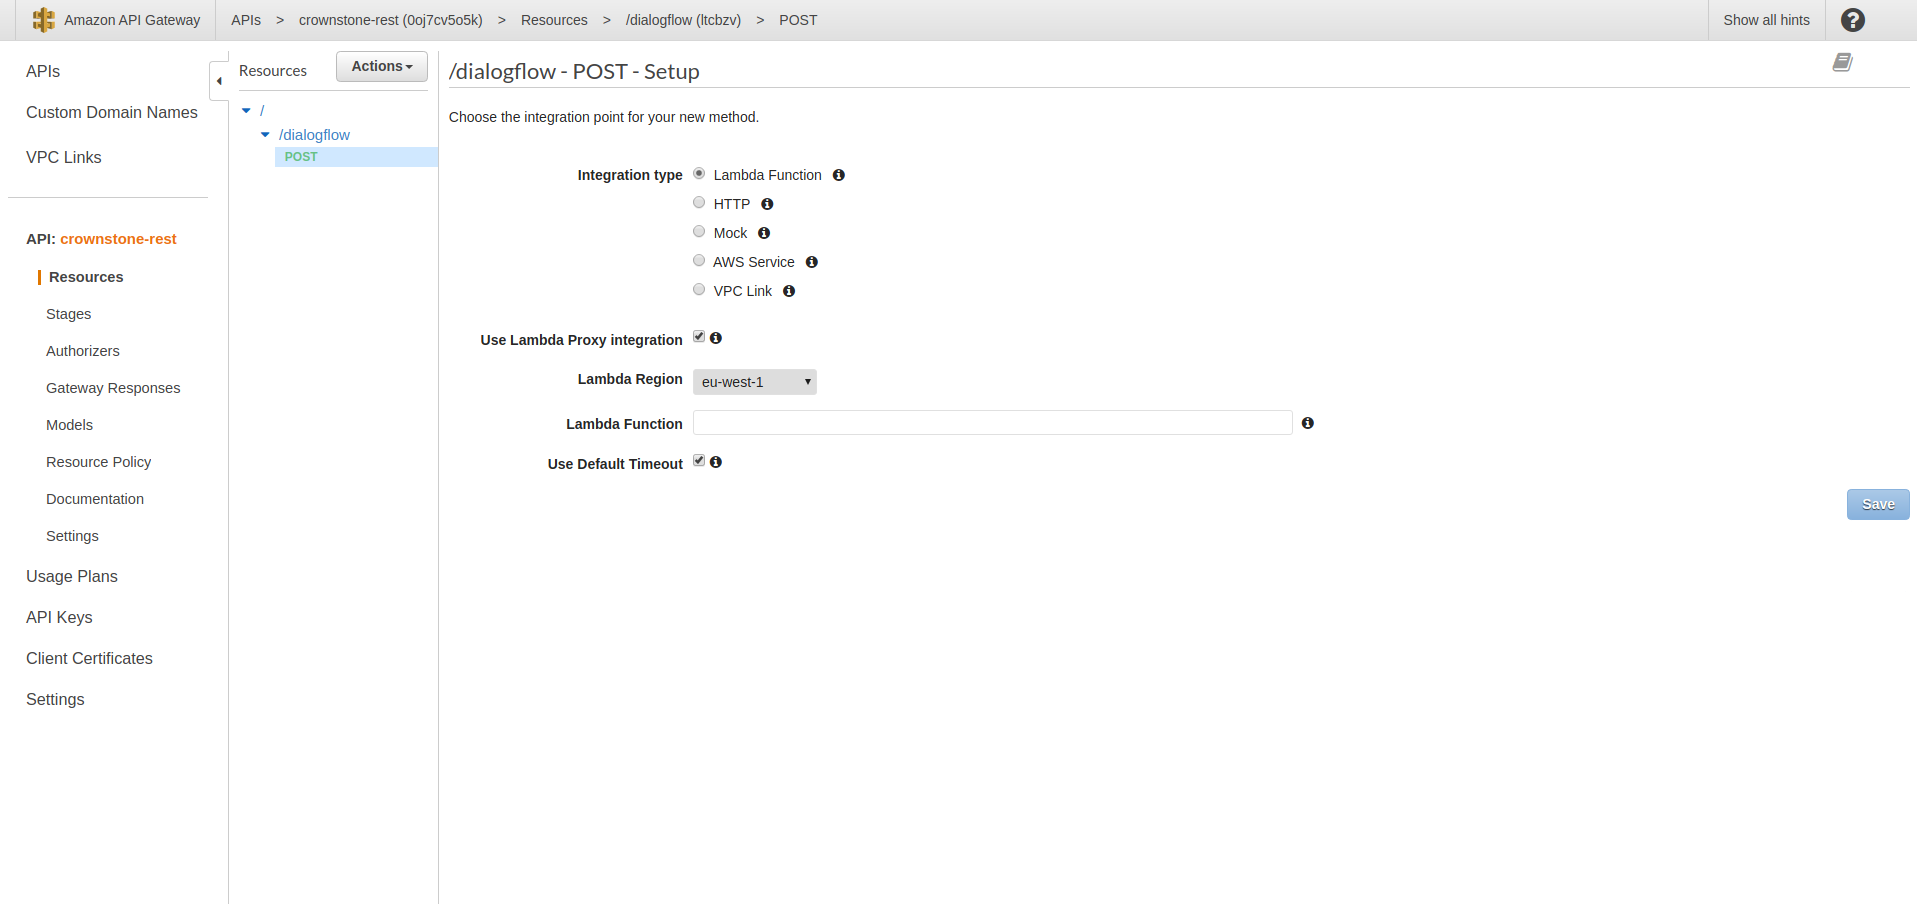 Amazon API Gateway APIs > crownstone-rest (0oj7cv5o5k) > Resources > /dialogflow (ltcbzv) > POST Show all hints ?
APIs
Custom Domain Names
VPC Links
API: crownstone-rest
Resources
Stages
Authorizers
Gateway Responses
Models
Resource Policy
Documentation
Settings
Usage Plans
API Keys
Client Certificates
Settings
Resources Actions
/
/dialogflow
POST
/dialogflow - POST - Setup
Choose the integration point for your new method.
Integration type Lambda Function
HTTP
Mock
AWS Service
VPC Link
Use Lambda Proxy integration
Lambda Region eu-west-1
Lambda Function
Use Default Timeout
Save